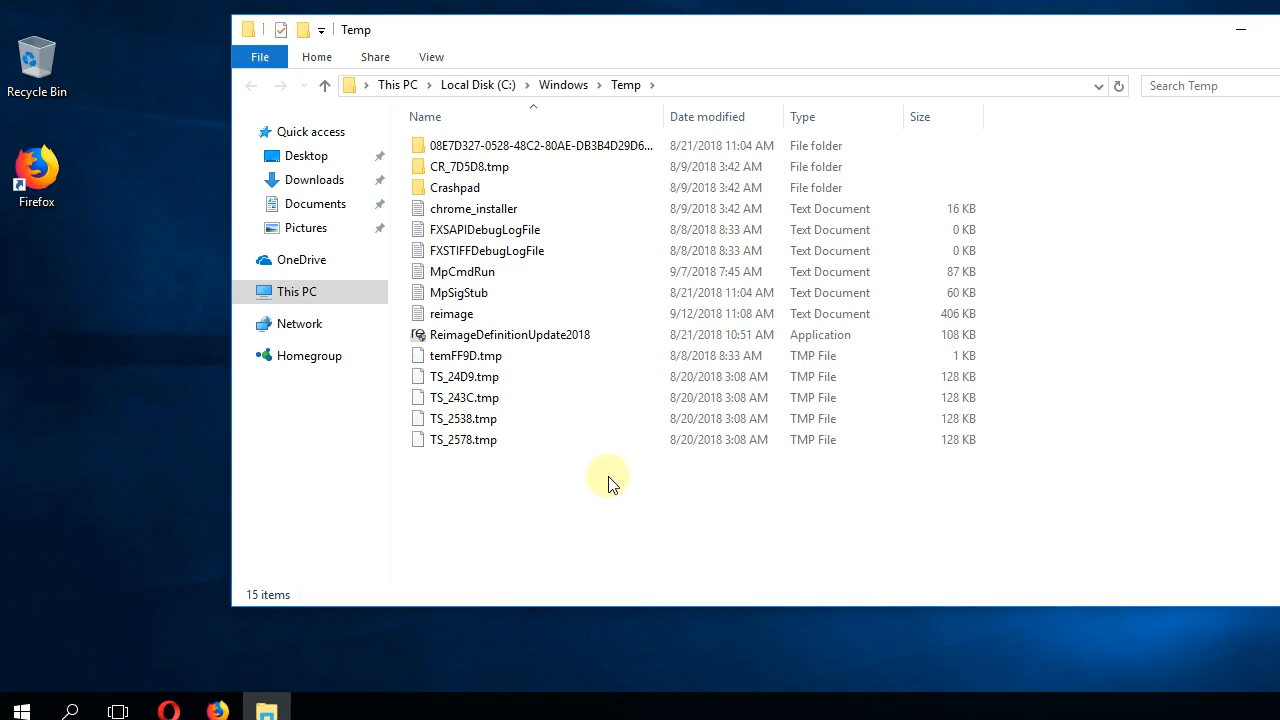 Recycle Bin
Firefox
Temp
File Home Share View
This PC Local Disk (C:) Windows Temp Search Temp
Quick access
Desktop
Downloads
Documents
Pictures
OneDrive
This PC
Network
Homegroup
Name Date modified Type Size
08E7D327-0528-48C2-80AE-DB3B4D29D6... 8/21/2018 11:04 AM File folder
CR_7D5D8.tmp 8/9/2018 3:42 AM File folder
Crashpad 8/9/2018 3:42 AM File folder
chrome_installer 8/9/2018 3:42 AM Text Document 16 KB
FXSAPIDebugLogFile 8/8/2018 8:33 AM Text Document 0 KB
FXSTIFFDebugLogFile 8/8/2018 8:33 AM Text Document 0 KB
MpCmdRun 9/7/2018 7:45 AM Text Document 87 KB
MpSigStub 8/21/2018 11:04 AM Text Document 60 KB
reimage 9/12/2018 11:08 AM Text Document 406 KB
ReimageDefinitionUpdate2018 8/21/2018 10:51 AM Application 108 KB
temFF9D.tmp 8/8/2018 8:33 AM TMP File 1 KB
TS_24D9.tmp 8/20/2018 3:08 AM TMP File 128 KB
TS_243C.tmp 8/20/2018 3:08 AM TMP File 128 KB
TS_2538.tmp 8/20/2018 3:08 AM TMP File 128 KB
TS_2578.tmp 8/20/2018 3:08 AM TMP File 128 KB
15 items